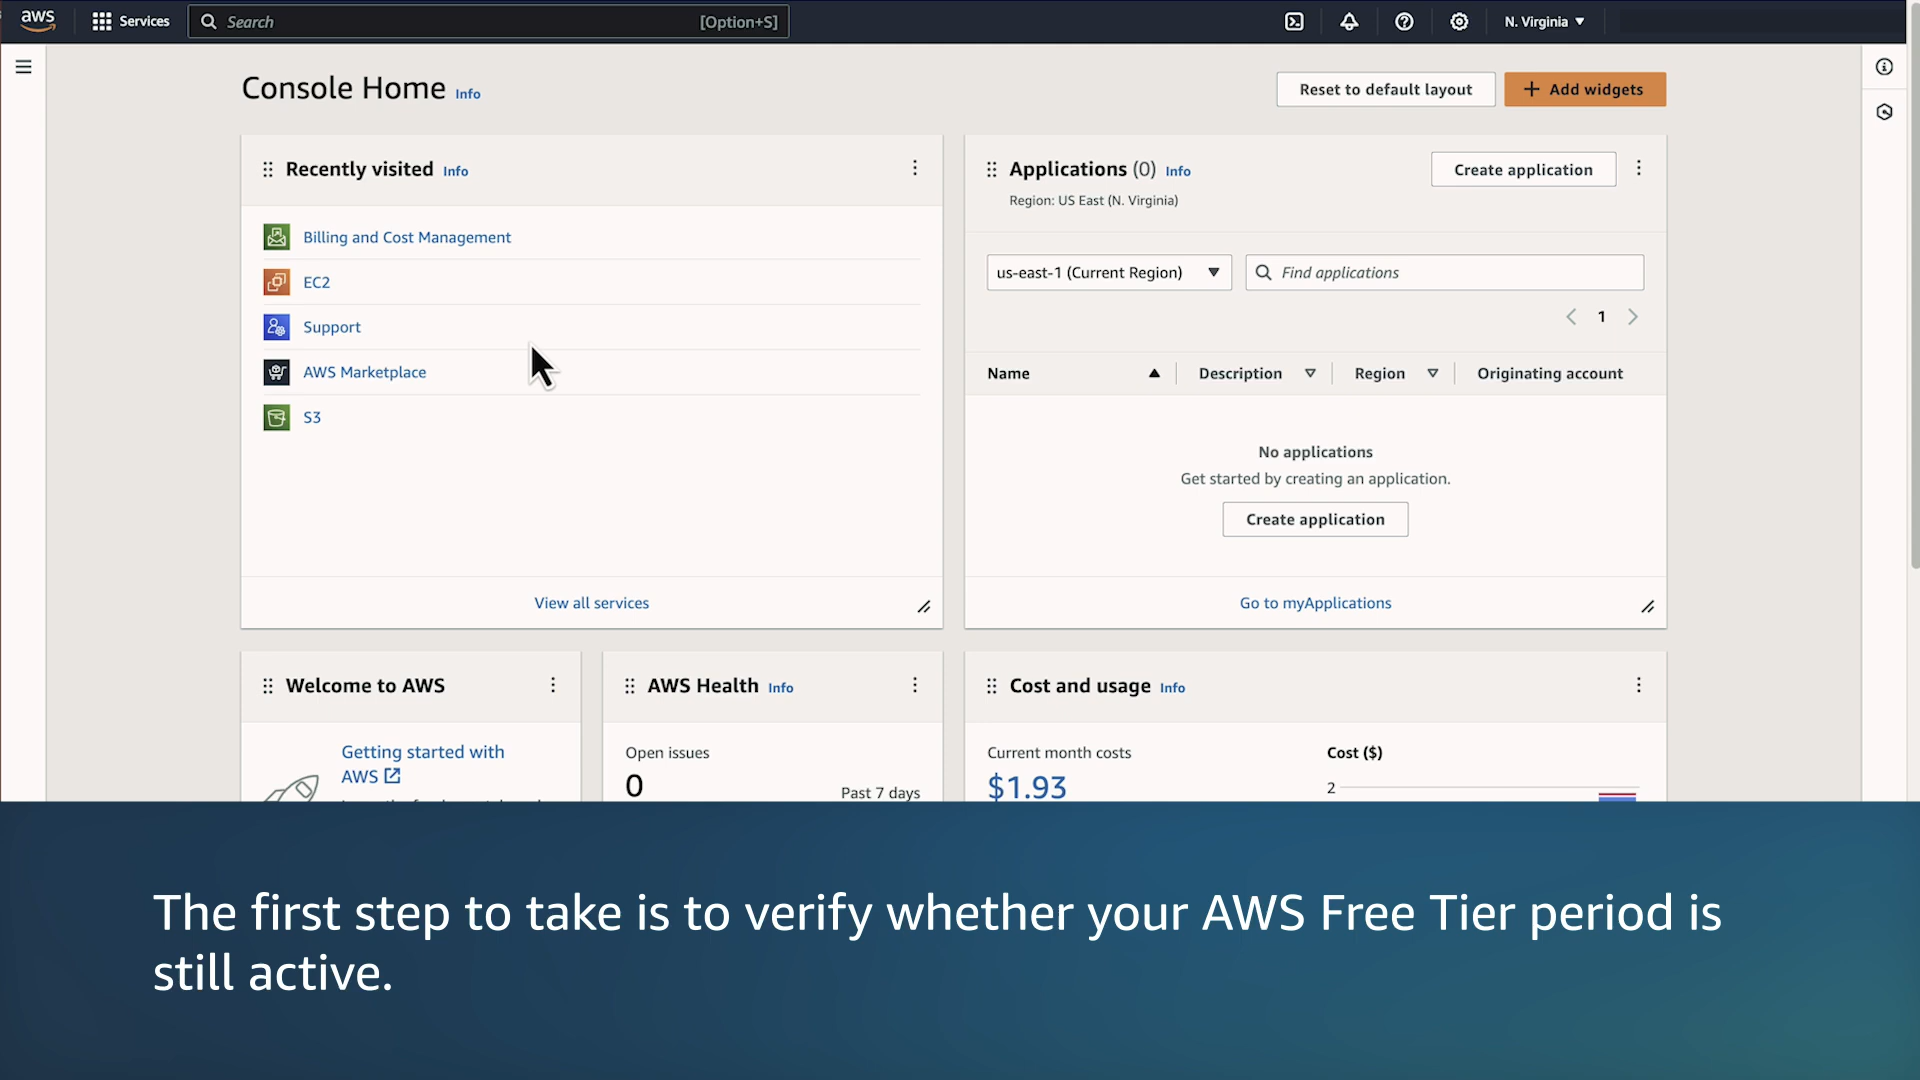 aws
Services
Search
[Option+S]
N. Virginia
Console Home Info
Reset to default layout
Add widgets
Recently visited Info
Billing and Cost Management
EC2
Support
AWS Marketplace
S3
View all services
Applications (0) Info
Region: US East (N. Virginia)
Create application
us-east-1 (Current Region)
Find applications
1
Name
Description
Region
Originating account
No applications
Get started by creating an application.
Create application
Go to myApplications
Welcome to AWS
Getting started with
AWS
AWS Health Info
Open issues
0
Past 7 days
Cost and usage Info
Current month costs
$1.93
Cost ($)
2
The first step to take is to verify whether your AWS Free Tier period is
still active.